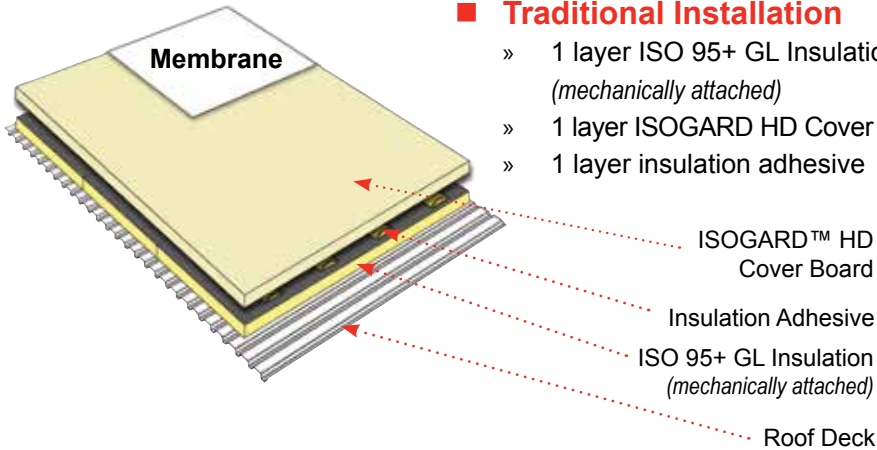 ■ Traditional Installation
» 1 layer ISO 95+ GL
(mechanically attached)
» 1 layer ISOGARD HD Cover
» 1 layer insulation adhesive
Membrane
ISOGARD™ HD
Cover Board
Insulation Adhesive
ISO 95+ GL Insulation
(mechanically attached)
Roof Deck